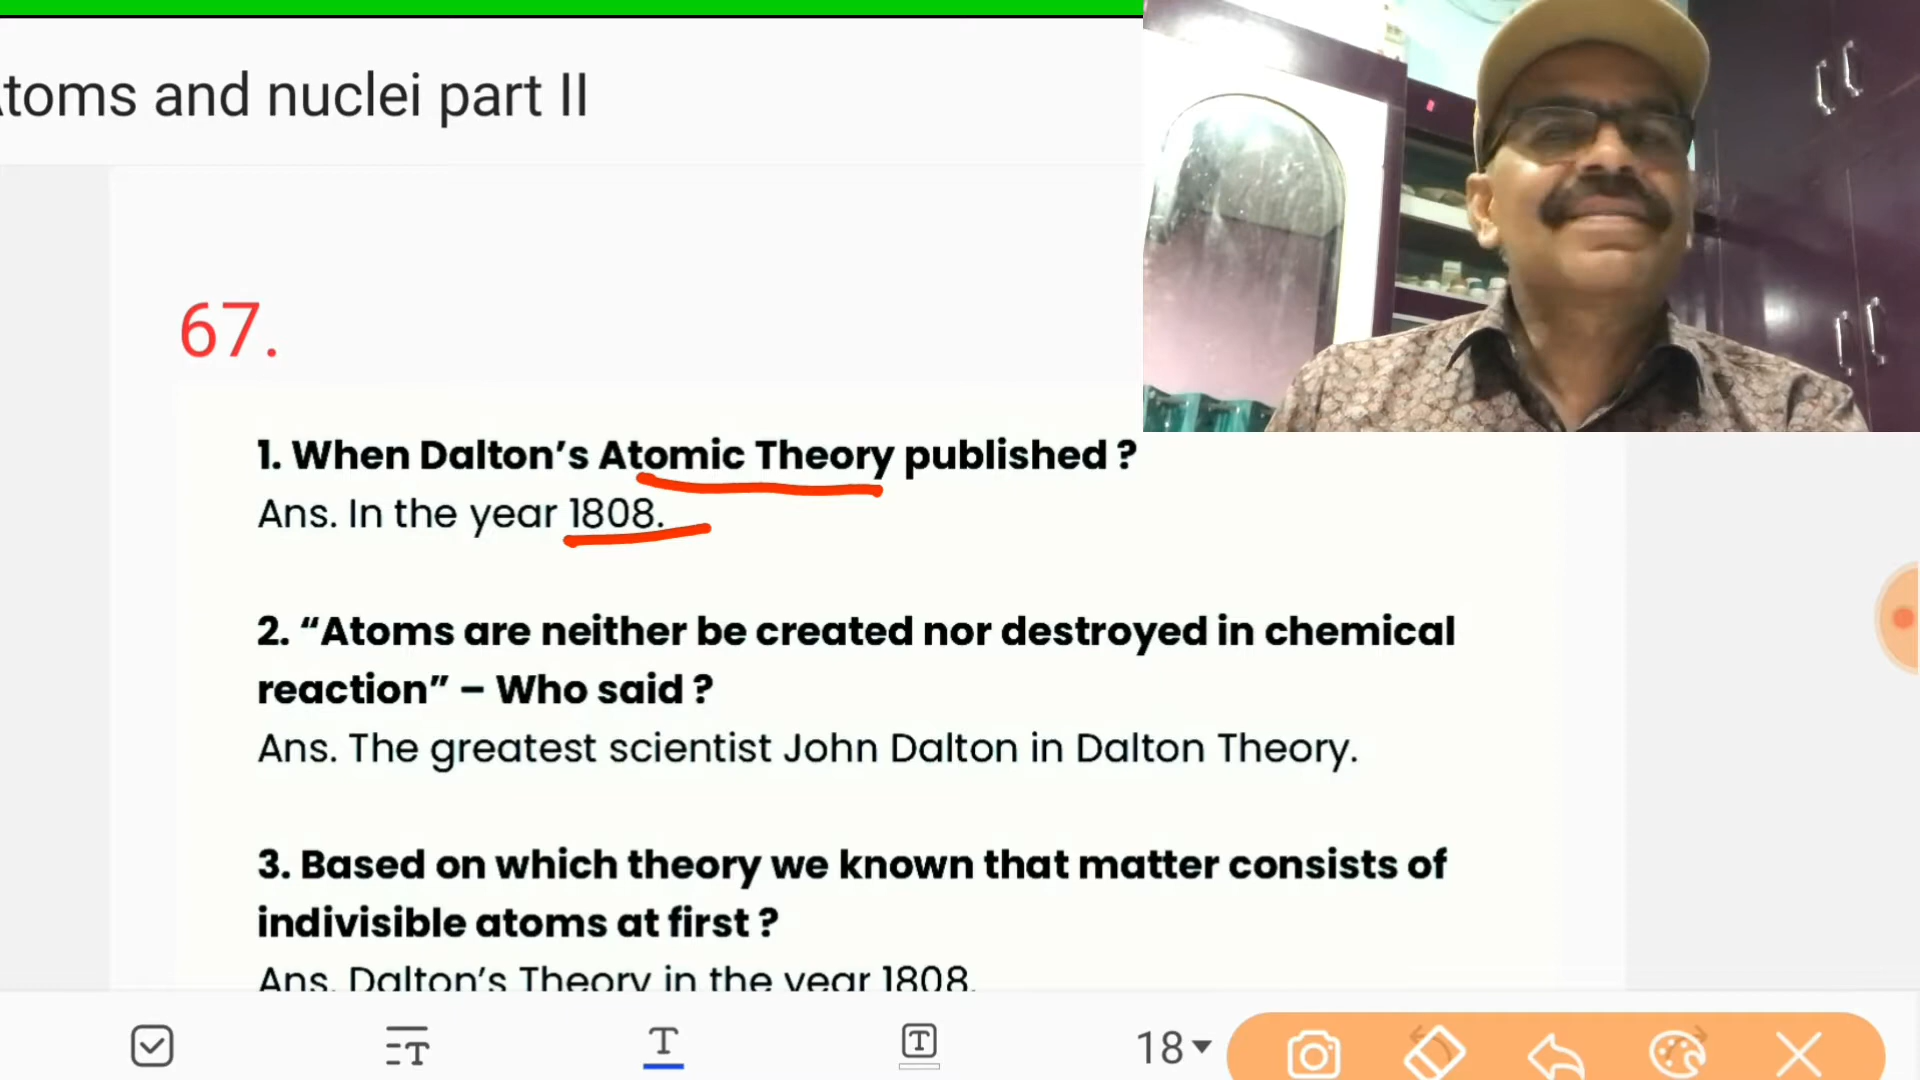 toms and nuclei part II
67.
1. When Dalton’s Atomic Theory published ?
Ans. In the year 1808.
2. “Atoms are neither be created nor destroyed in chemical
reaction” – Who said ?
Ans. The greatest scientist John Dalton in Dalton Theory.
3. Based on which theory we known that matter consists of
indivisible atoms at first ?
Ans. Dalton’s Theory in the year 1808.
T T T 18